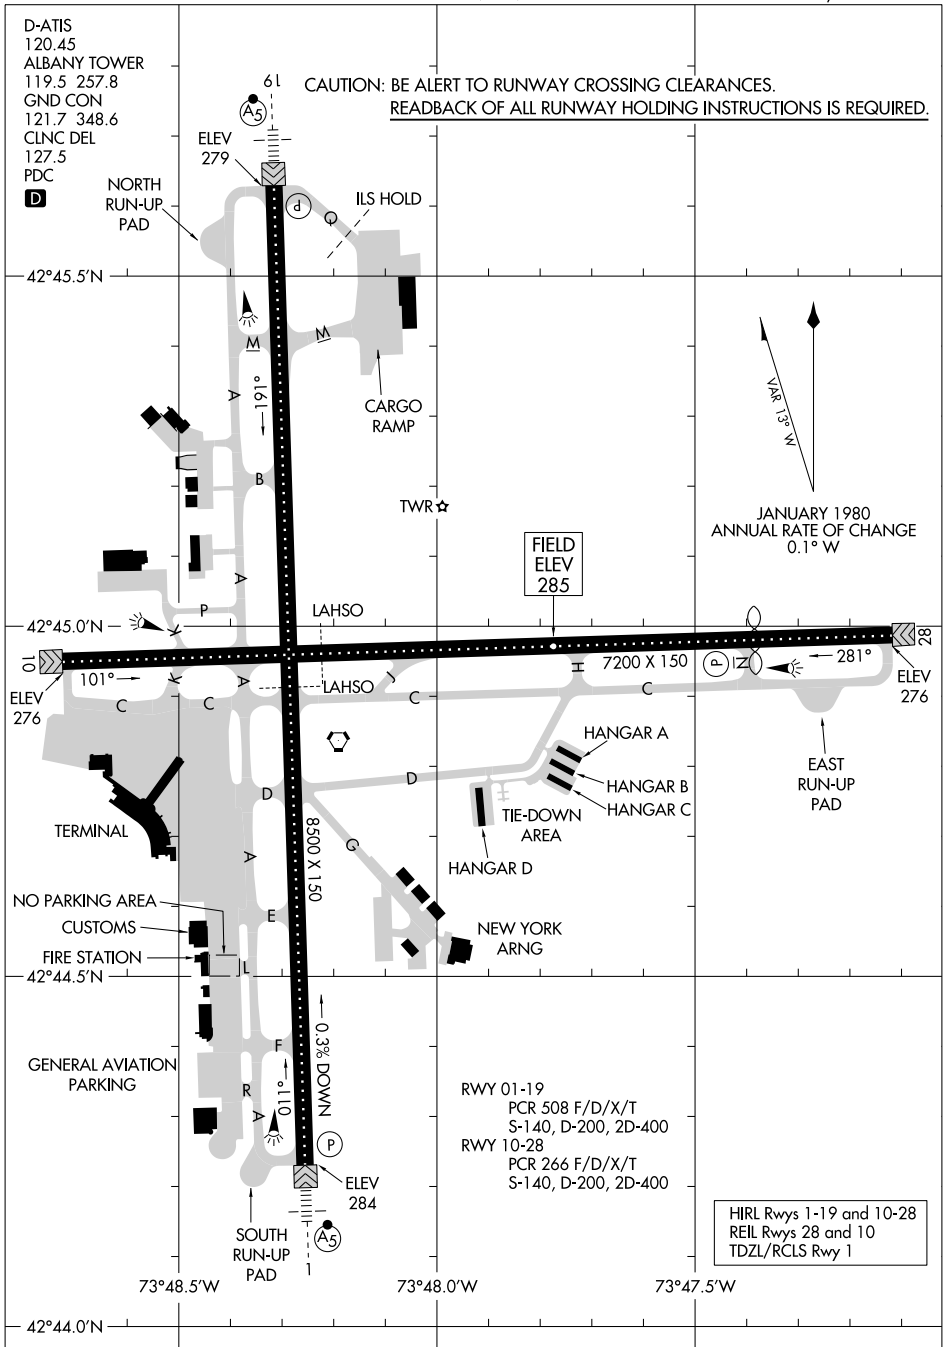 D-ATIS
120.45
ALBANY TOWER
119.5 257.8
GND CON
121.7 348.6
CLNC DEL
127.5
PDC
D
CAUTION: BE ALERT TO RUNWAY CROSSING CLEARANCES.
READBACK OF ALL RUNWAY HOLDING INSTRUCTIONS IS REQUIRED.
19
A5
ELEV
279
NORTH
RUN-UP
PAD
P
Q
ILS HOLD
42°45.5'N
M
M
A
191°
CARGO
RAMP
VAR 13° W
B
TWR
JANUARY 1980
ANNUAL RATE OF CHANGE
0.1° W
FIELD
ELEV
285
A
P
LAHSO
42°45.0'N
K
10
28
7200 X 150
P
N
281°
H
J
101°
K
A
LAHSO
C
C
C
C
ELEV
276
ELEV
276
HANGAR A
HANGAR B
HANGAR C
EAST
RUN-UP
PAD
D
D
TIE-DOWN
AREA
TERMINAL
8500 X 150
A
G
HANGAR D
NO PARKING AREA
E
CUSTOMS
NEW YORK
ARNG
FIRE STATION
L
42°44.5'N
0.3% DOWN
F
GENERAL AVIATION
PARKING
011°
R
A
P
RWY 01-19
PCR 508 F/D/X/T
S-140, D-200, 2D-400
RWY 10-28
PCR 266 F/D/X/T
S-140, D-200, 2D-400
ELEV
284
HIRL Rwys 1-19 and 10-28
REIL Rwys 28 and 10
TDZL/RCLS Rwy 1
SOUTH
RUN-UP
PAD
A5
1
73°48.5'W
73°48.0'W
73°47.5'W
42°44.0'N